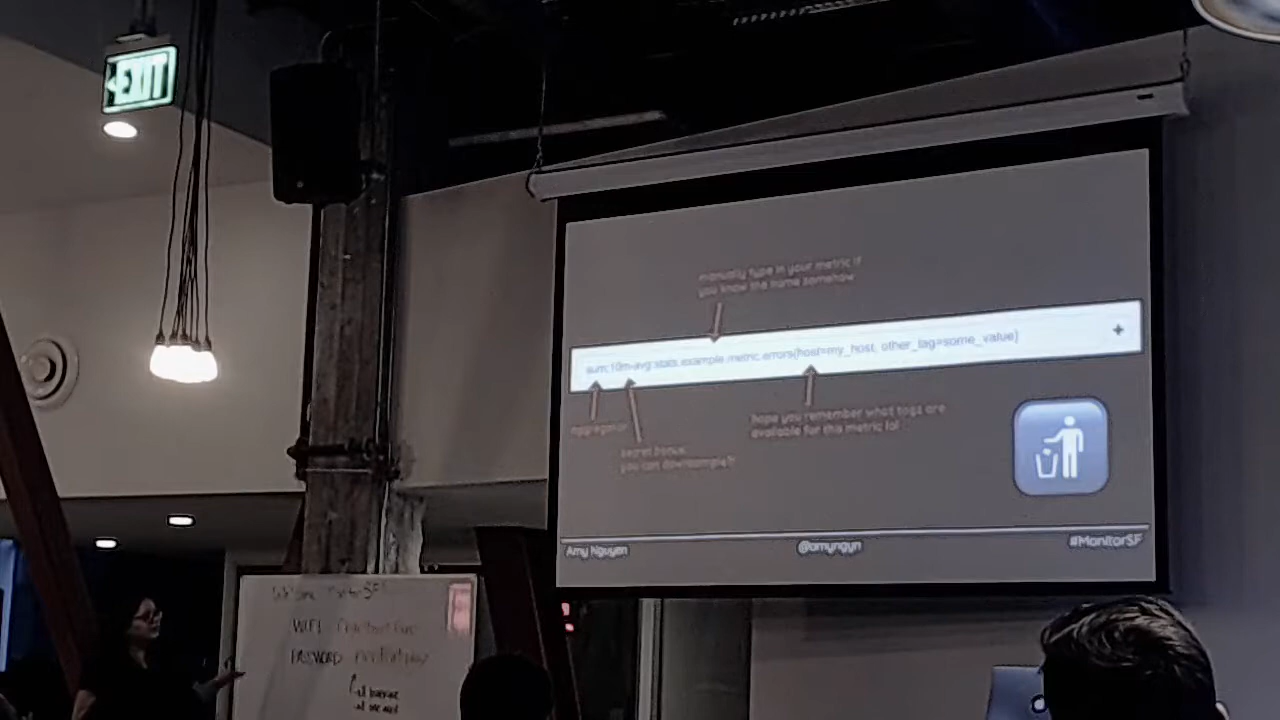 EXIT
manually type in your metric if
you know the name somehow
sum:10m-avg:stats.example.metric.errors{host=my_host, other_tag=some_value}
+
aggregator
secret bonus:
you can downsample?!
hope you remember what tags are
available for this metric lol
Amy Nguyen
@amyngyn
#MonitorSF
WIFI
PASSWORD